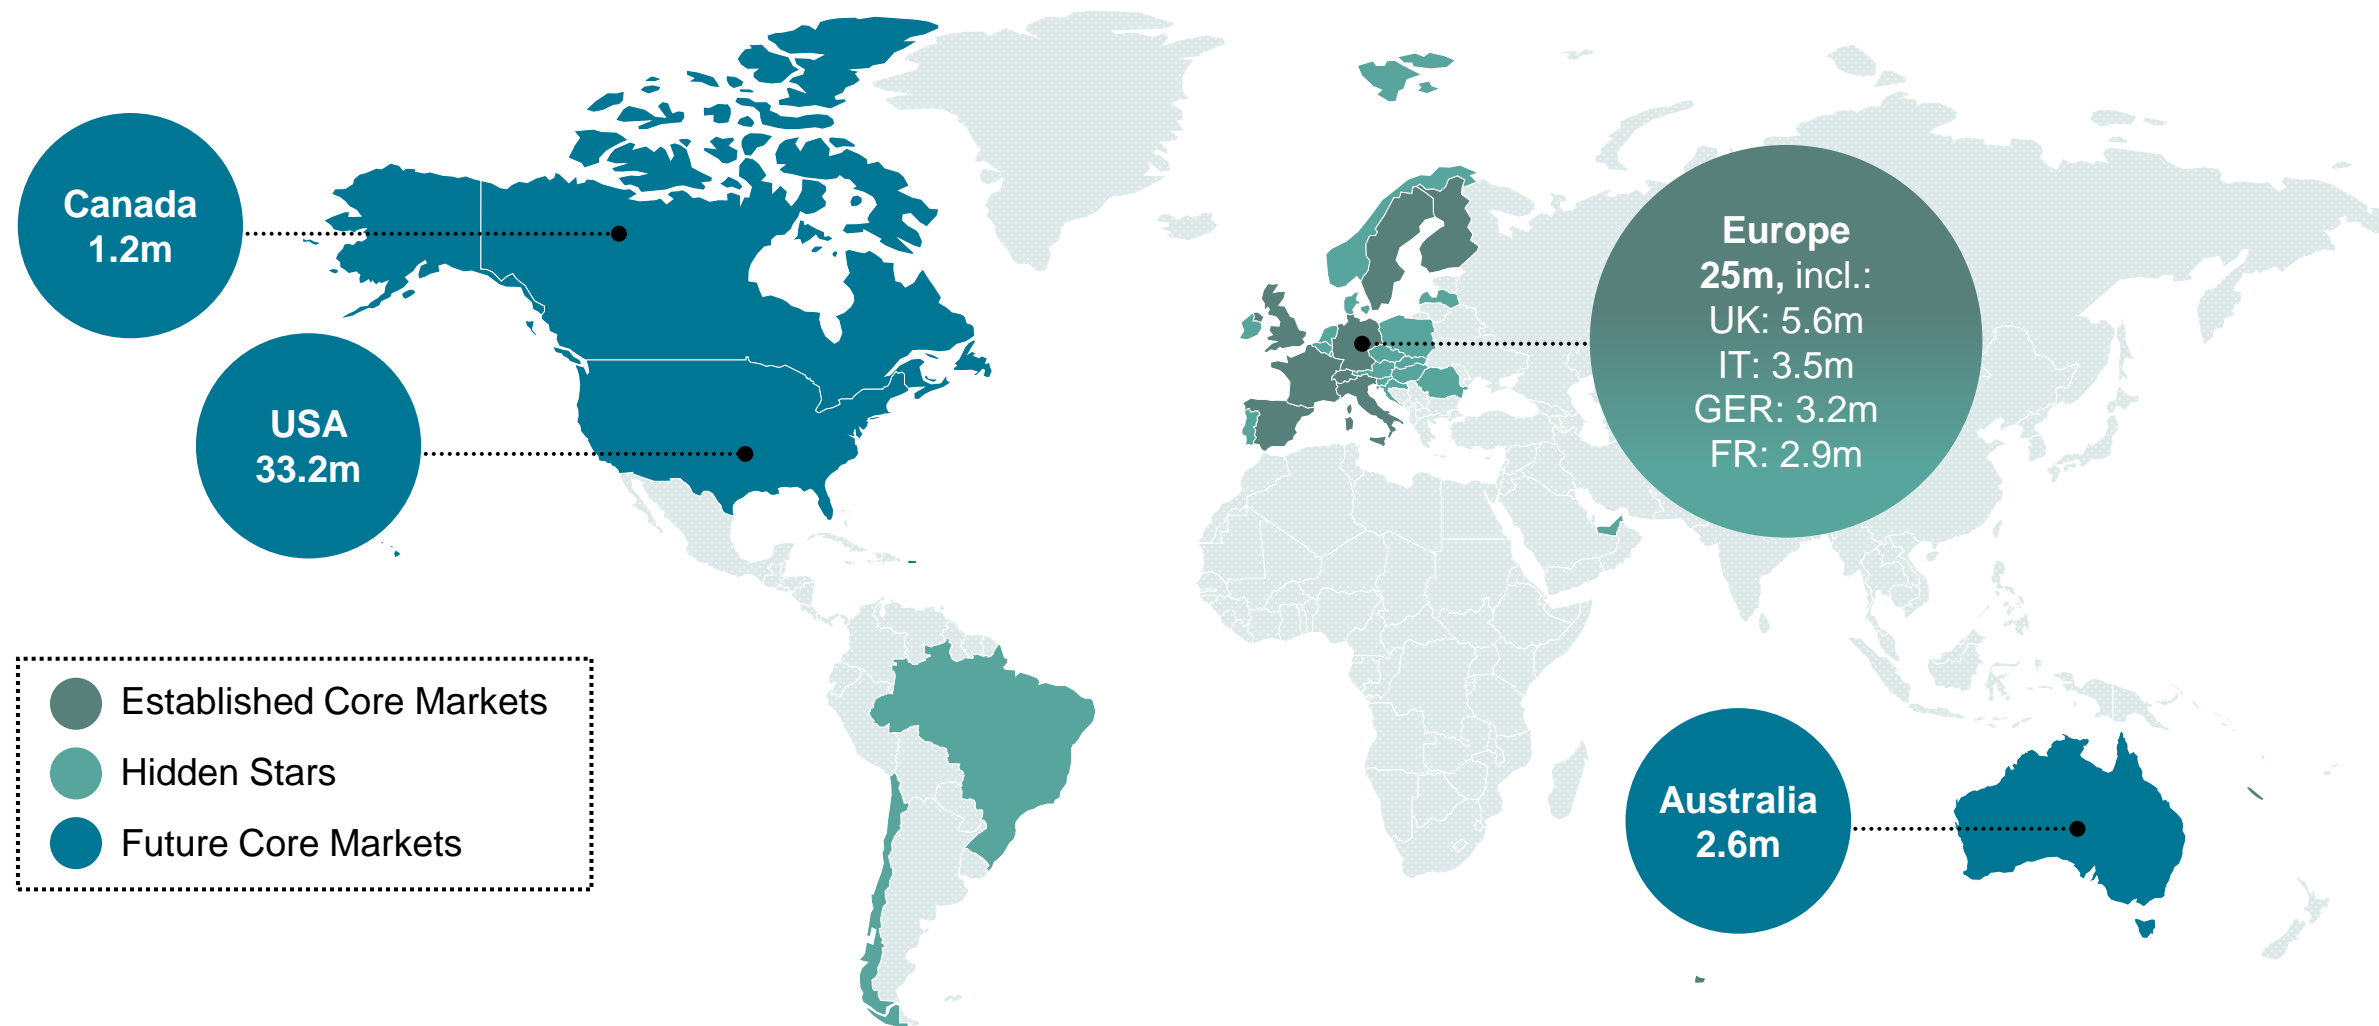 Canada
1.2m
USA
33.2m
Europe
25m, incl.:
UK: 5.6m
IT: 3.5m
GER: 3.2m
FR: 2.9m
Established Core Markets
Hidden Stars
Future Core Markets
Australia
2.6m